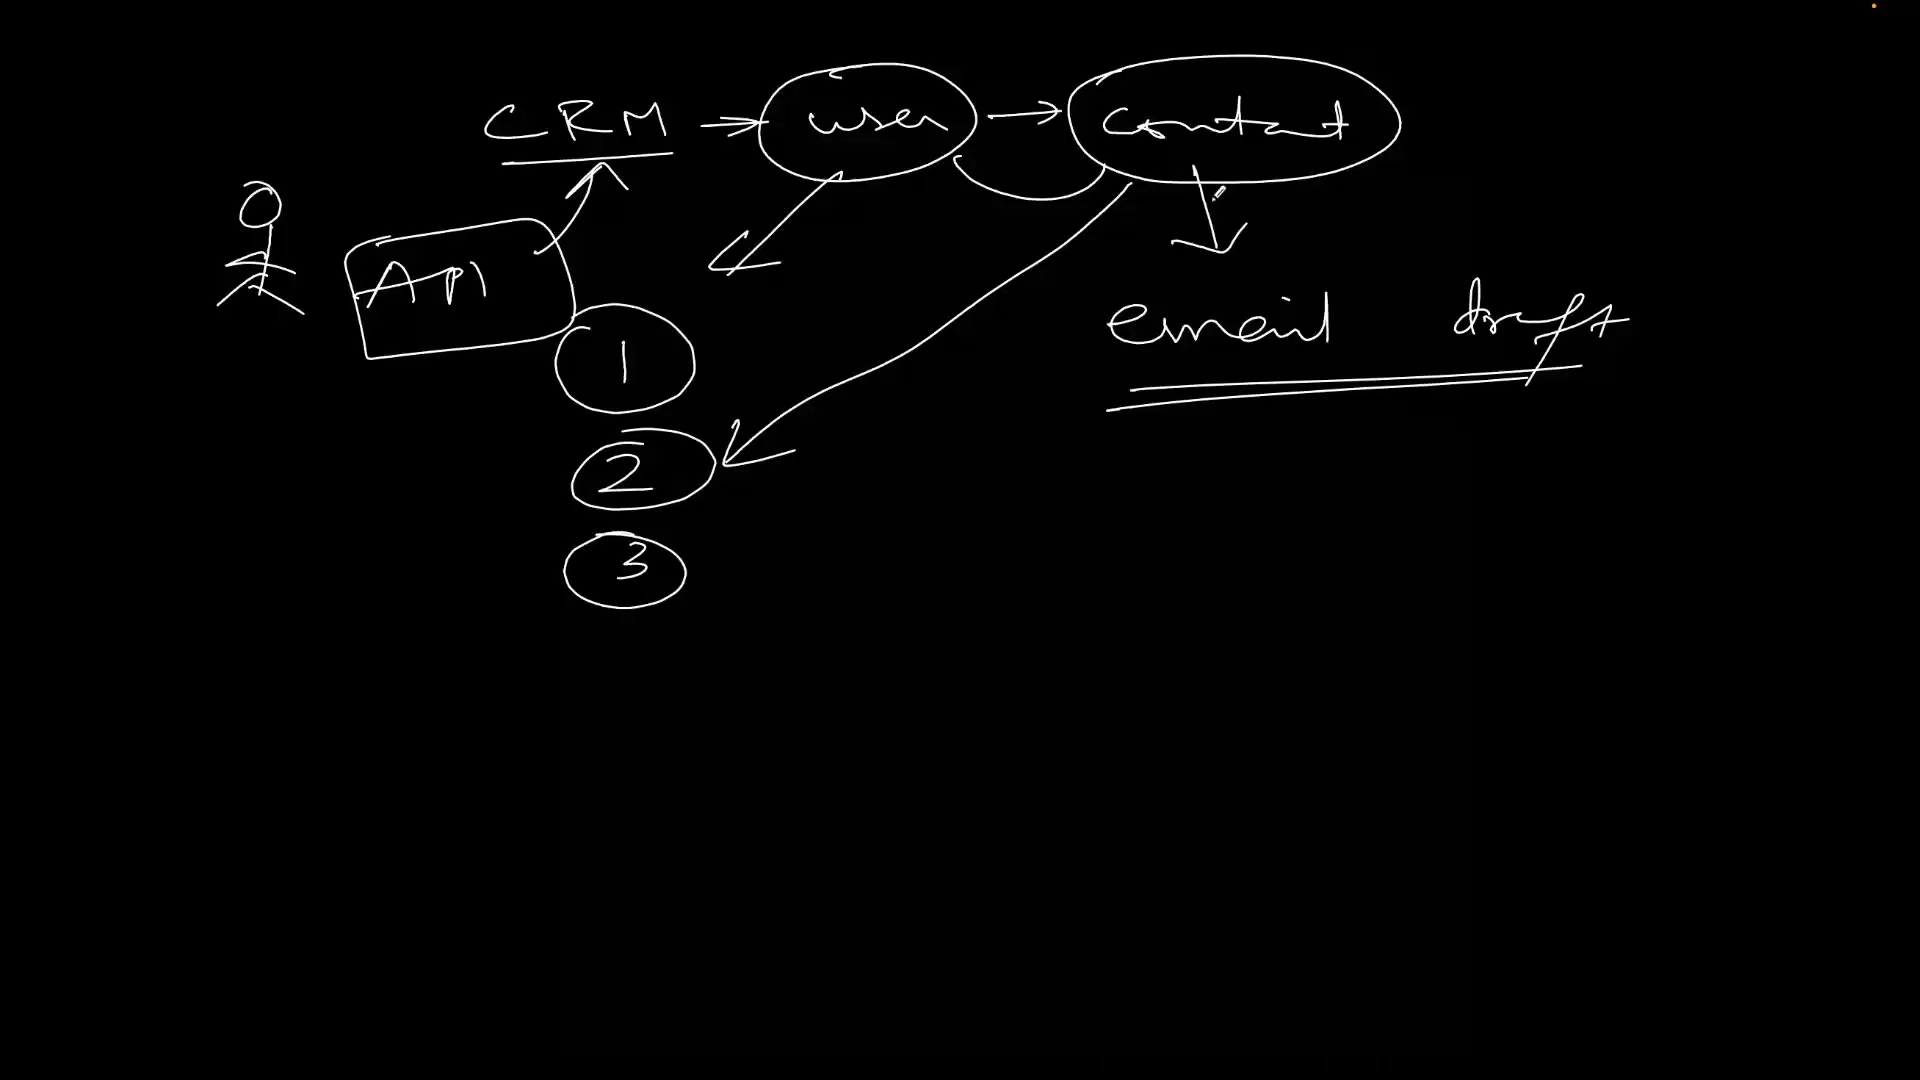 CRM → user → contact
API
email draft
1
2
3